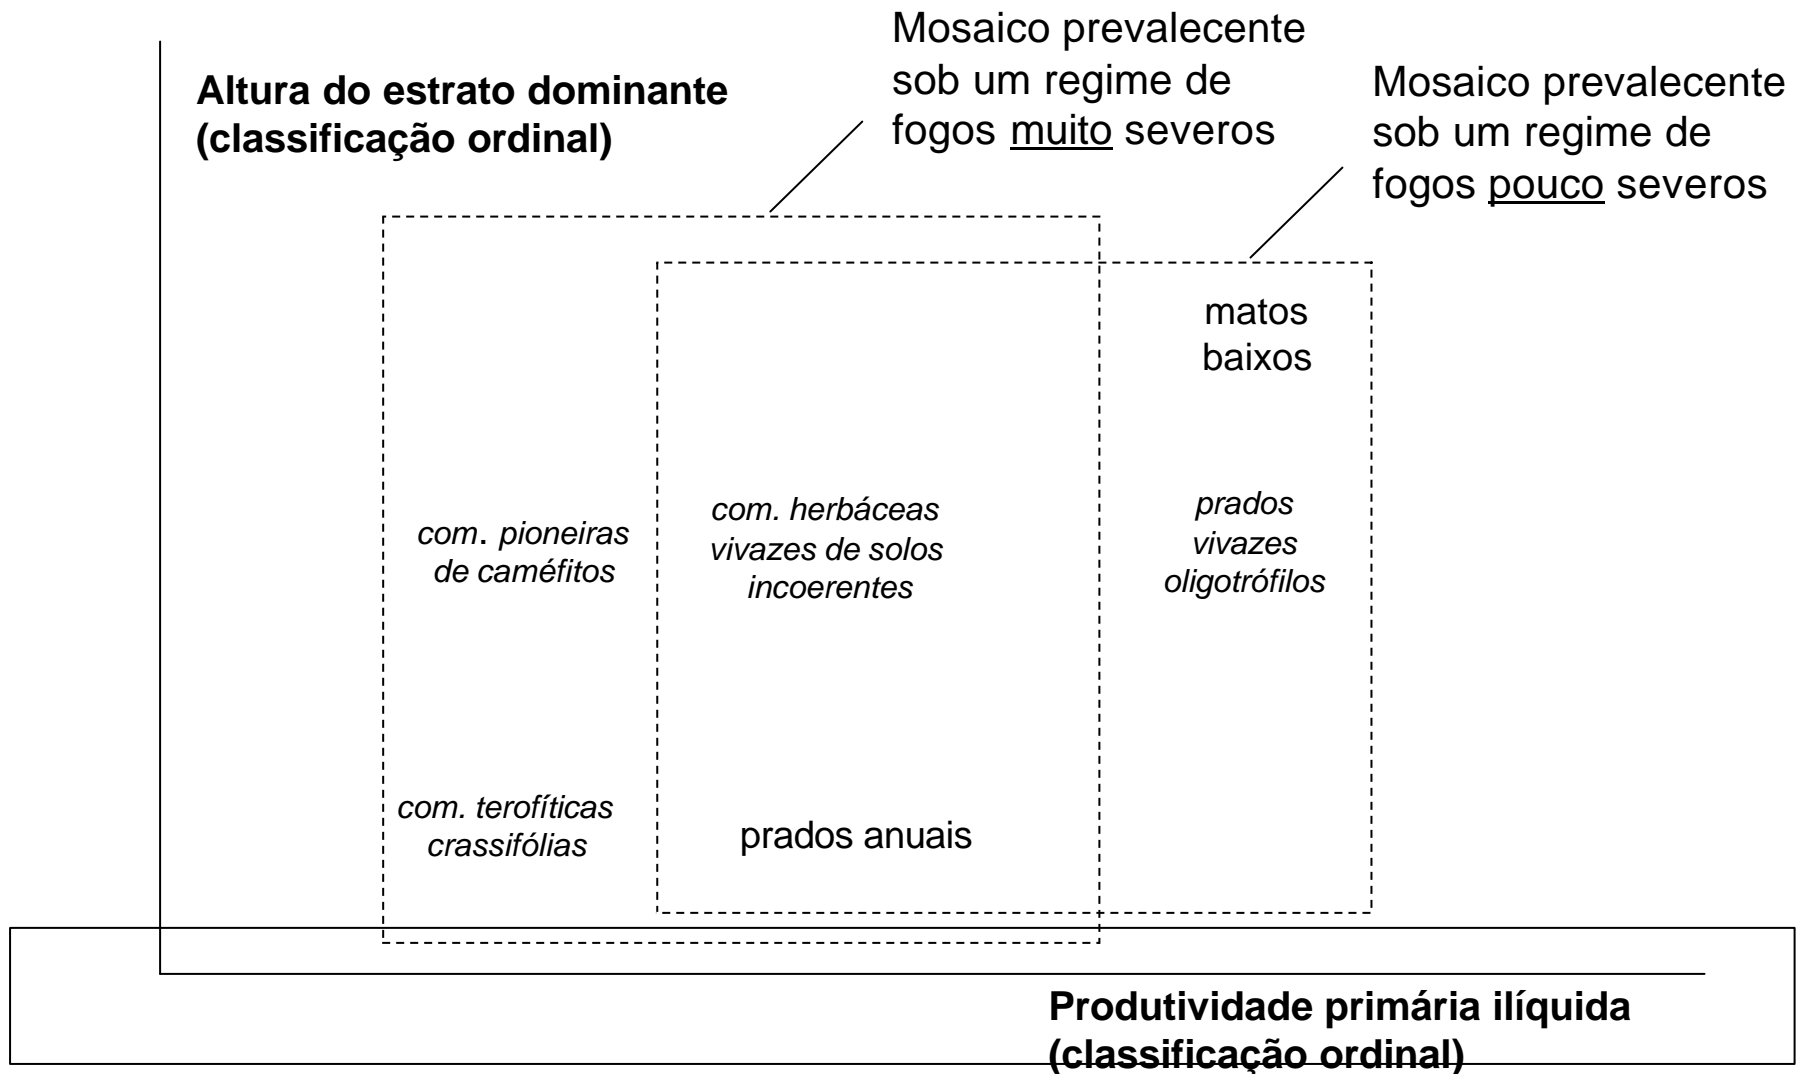 Mosaico prevalecente
sob um regime de
fogos muito severos
Altura do estrato dominante
(classificação ordinal)
Mosaico prevalecente
sob um regime de
fogos pouco severos
matos
baixos
com. pioneiras
de caméfitos
com. herbáceas
vivazes de solos
incoerentes
prados
vivazes
oligotrófilos
com. terofíticas
crassifólias
prados anuais
Produtividade primária ilíquida
(classificação ordinal)